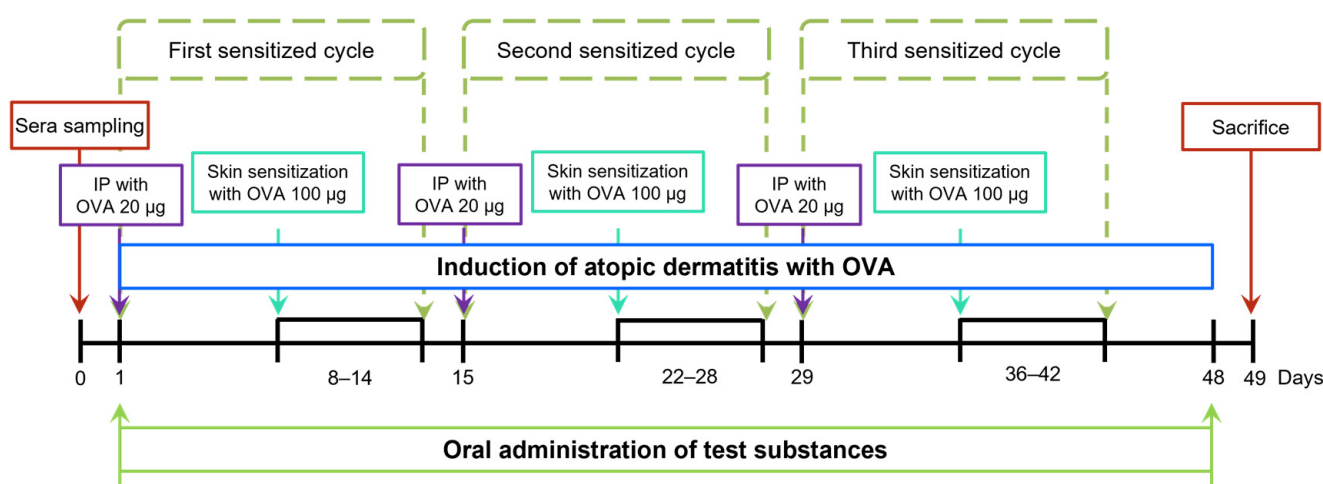 First sensitized cycle
Second sensitized cycle
Third sensitized cycle
Sera sampling
Sacrifice
IP with
OVA 20 µg
Skin sensitization
with OVA 100 µg
IP with
OVA 20 µg
Skin sensitization
with OVA 100 µg
IP with
OVA 20 µg
Skin sensitization
with OVA 100 µg
Induction of atopic dermatitis with OVA
0 1 8–14 15 22–28 29 36–42 48 49 Days
Oral administration of test substances